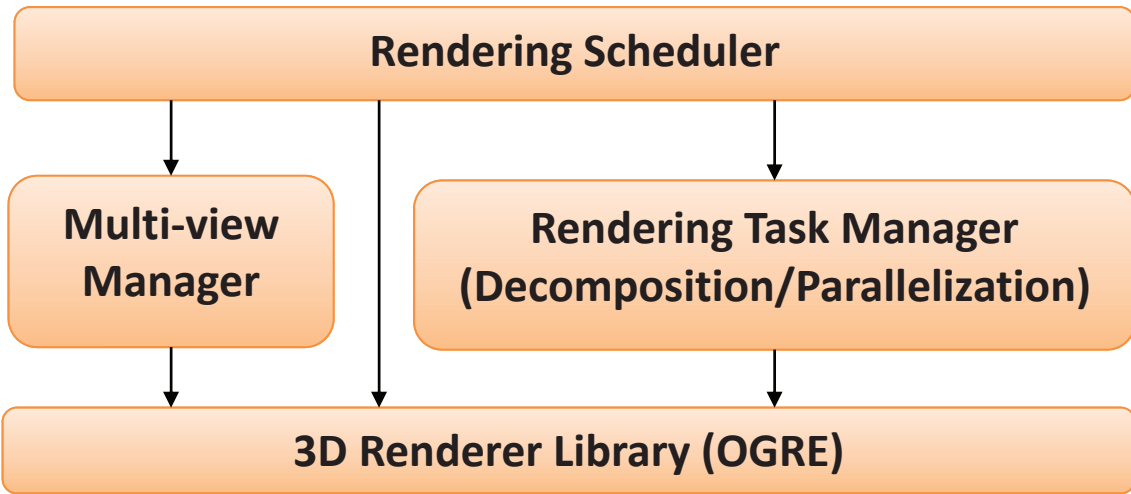 Rendering Scheduler
Multi-view
Manager
Rendering Task Manager
(Decomposition/Parallelization)
3D Renderer Library (OGRE)